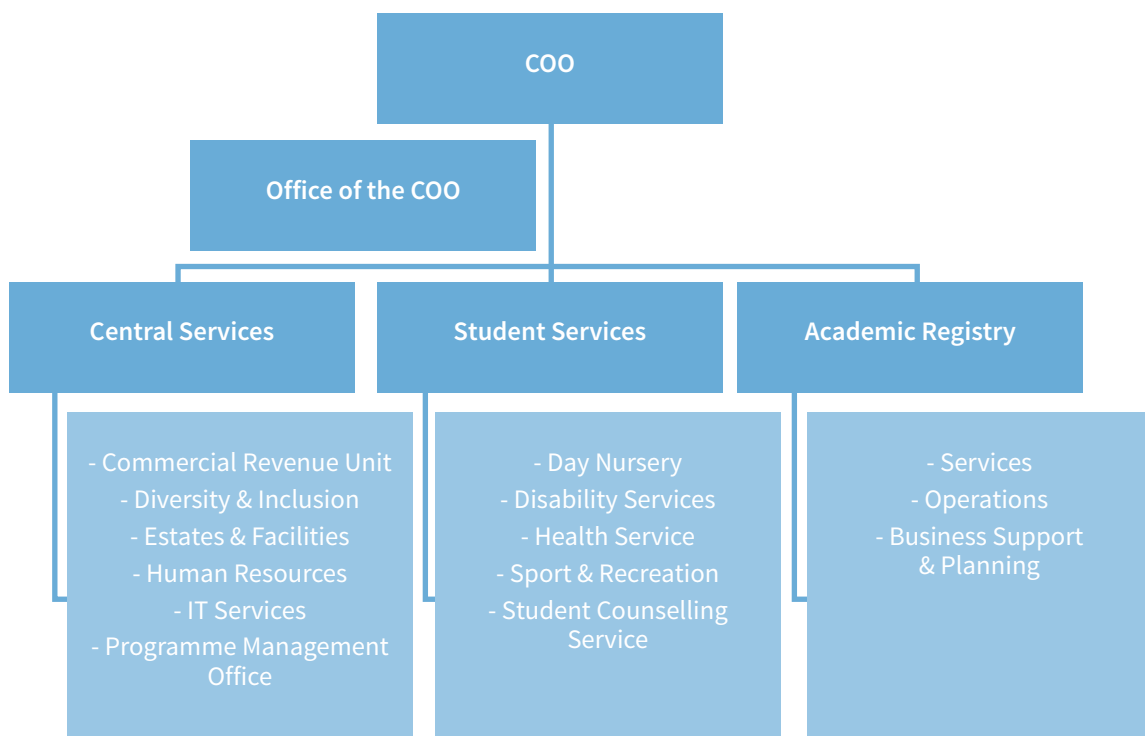 COO
Office of the COO
Central Services
Student Services
Academic Registry
- Commercial Revenue Unit
- Diversity & Inclusion
- Estates & Facilities
- Human Resources
- IT Services
- Programme Management
Office
- Day Nursery
- Disability Services
- Health Service
- Sport & Recreation
- Student Counselling
Service
- Services
- Operations
- Business Support
& Planning